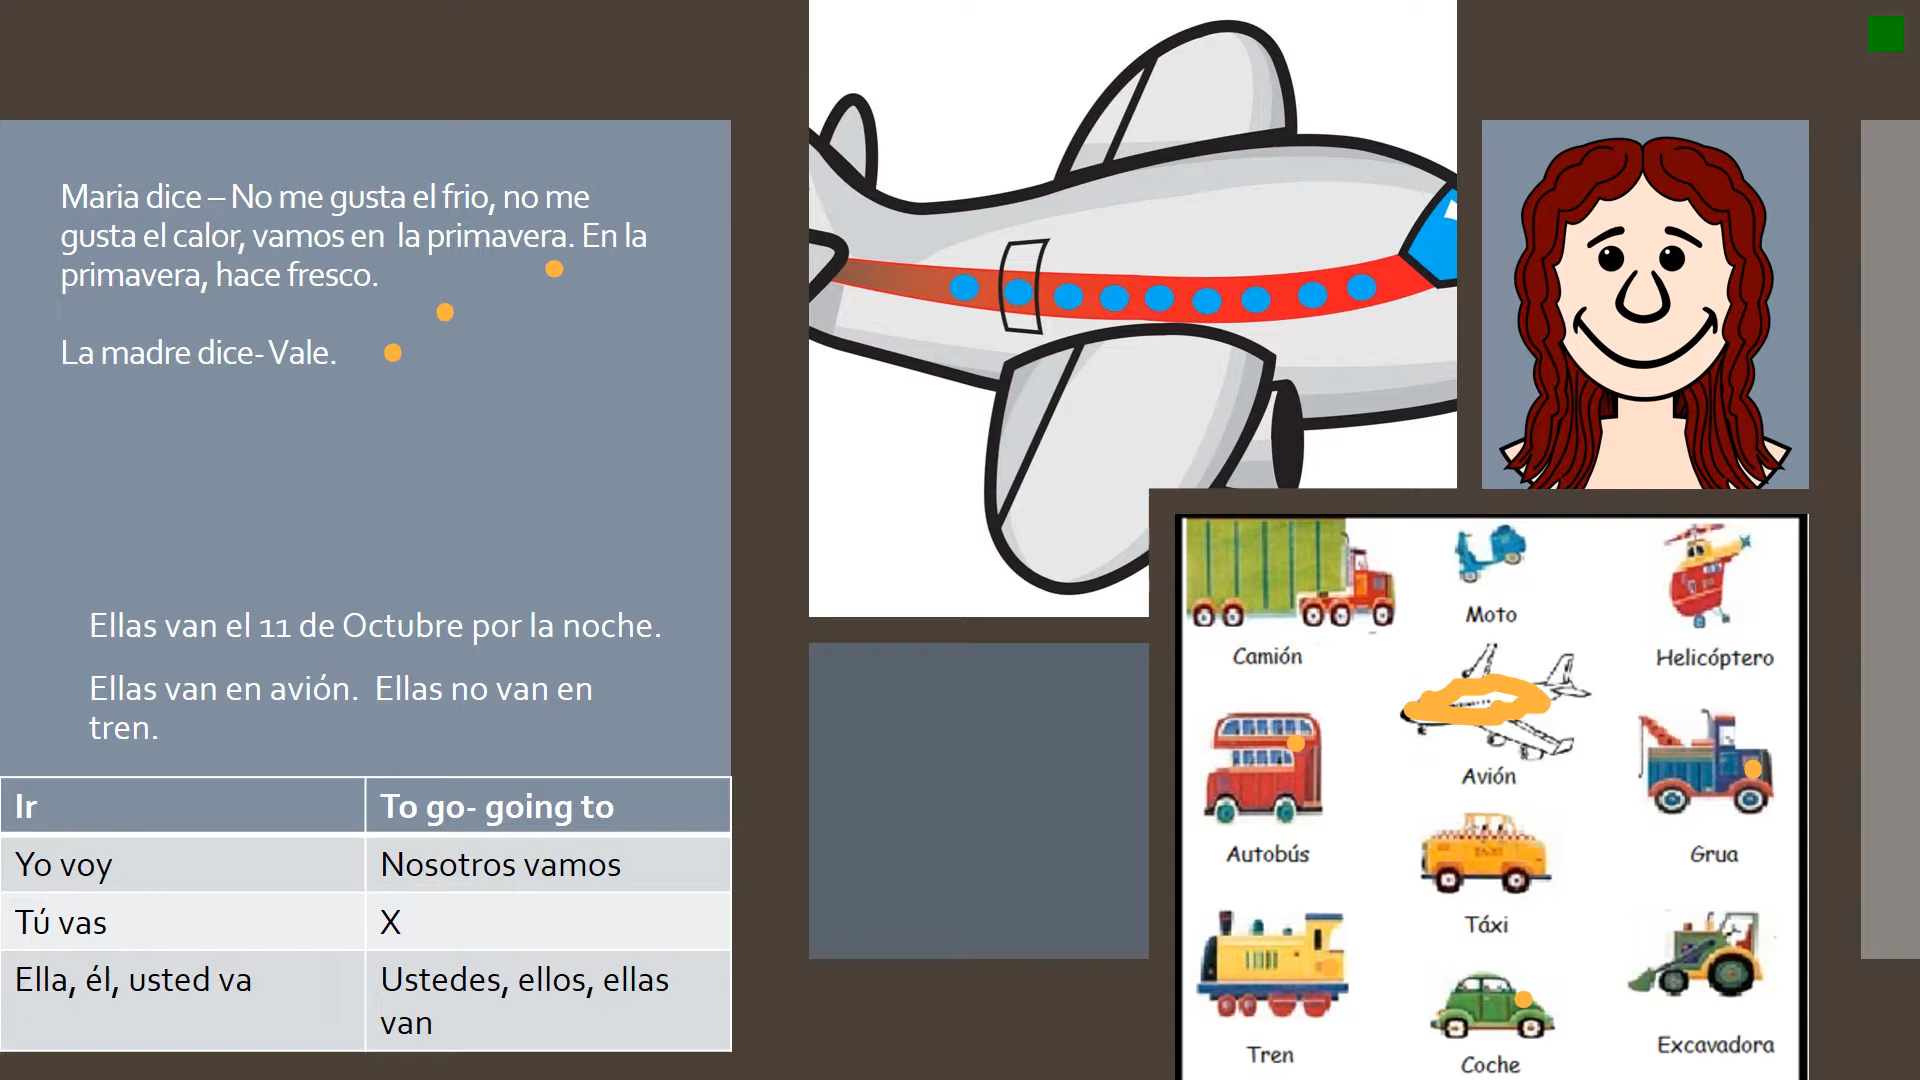 Maria dice – No me gusta el frio, no me
gusta el calor, vamos en  la primavera. En la
primavera, hace fresco.
La madre dice- Vale.
Ellas van el 11 de Octubre por la noche.
Ellas van en avión.  Ellas no van en
tren.
Ir
To go- going to
Yo voy
Nosotros vamos
Tú vas
X
Ella, él, usted va
Ustedes, ellos, ellas
van
Moto
Camión
Helicóptero
Avión
Autobús
Grua
TAXI
Táxi
Tren
Coche
Excavadora